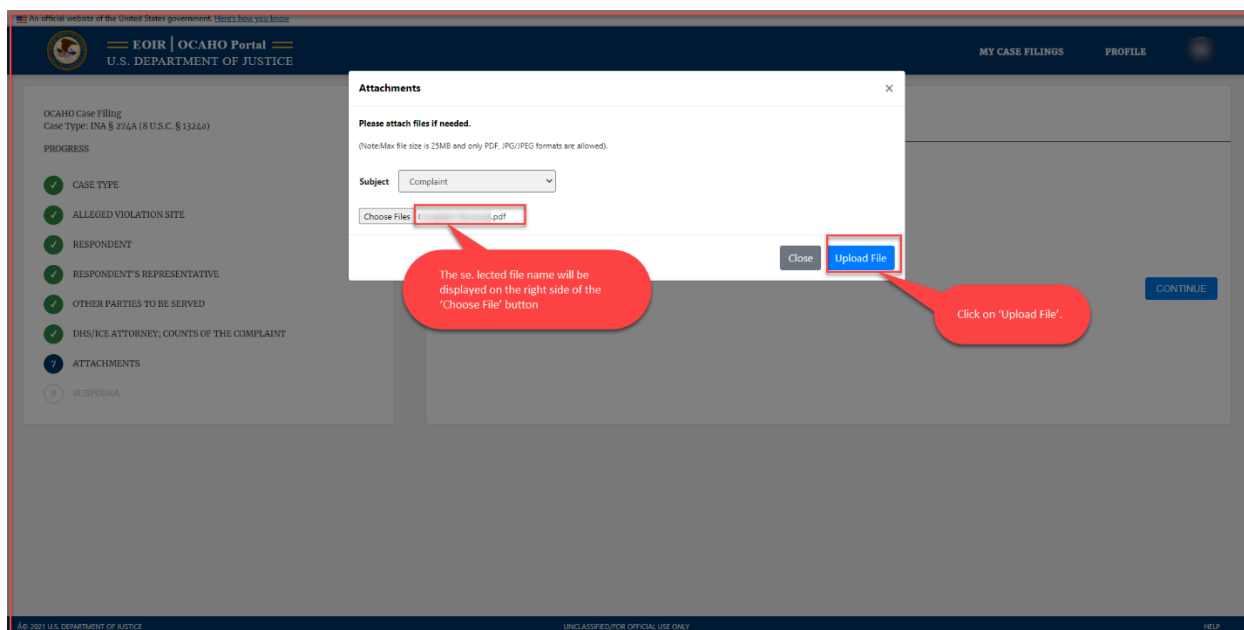 An official website of the United States government. Here's how you know
EOIR | OCAHO Portal
U.S. DEPARTMENT OF JUSTICE
MY CASE FILINGS
PROFILE
OCAHO Case Filing
Case Type: INA § 274A (8 U.S.C. § 1324a)
PROGRESS
CASE TYPE
ALLEGED VIOLATION SITE
RESPONDENT
RESPONDENT'S REPRESENTATIVE
OTHER PARTIES TO BE SERVED
DHS/ICE ATTORNEY; COUNTS OF THE COMPLAINT
7 ATTACHMENTS
8 SUBPOENA
Attachments ×
Please attach files if needed.
(Note:Max file size is 25MB and only PDF, JPG/JPEG formats are allowed).
Subject Complaint
Choose Files .pdf
Close Upload File
The se. lected file name will be
displayed on the right side of the
‘Choose File’ button
Click on ‘Upload File’.
CONTINUE
Â© 2021 U.S. DEPARTMENT OF JUSTICE
UNCLASSIFIED/FOR OFFICIAL USE ONLY
HELP